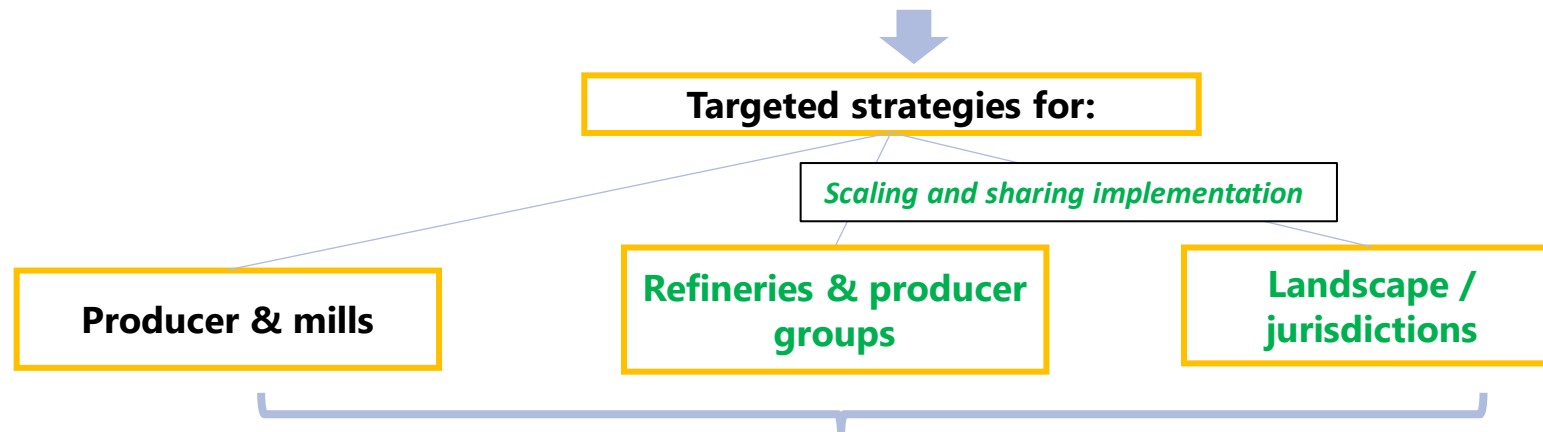 Targeted strategies for:
Scaling and sharing implementation
Producer & mills
Refineries & producer
groups
Landscape /
jurisdictions